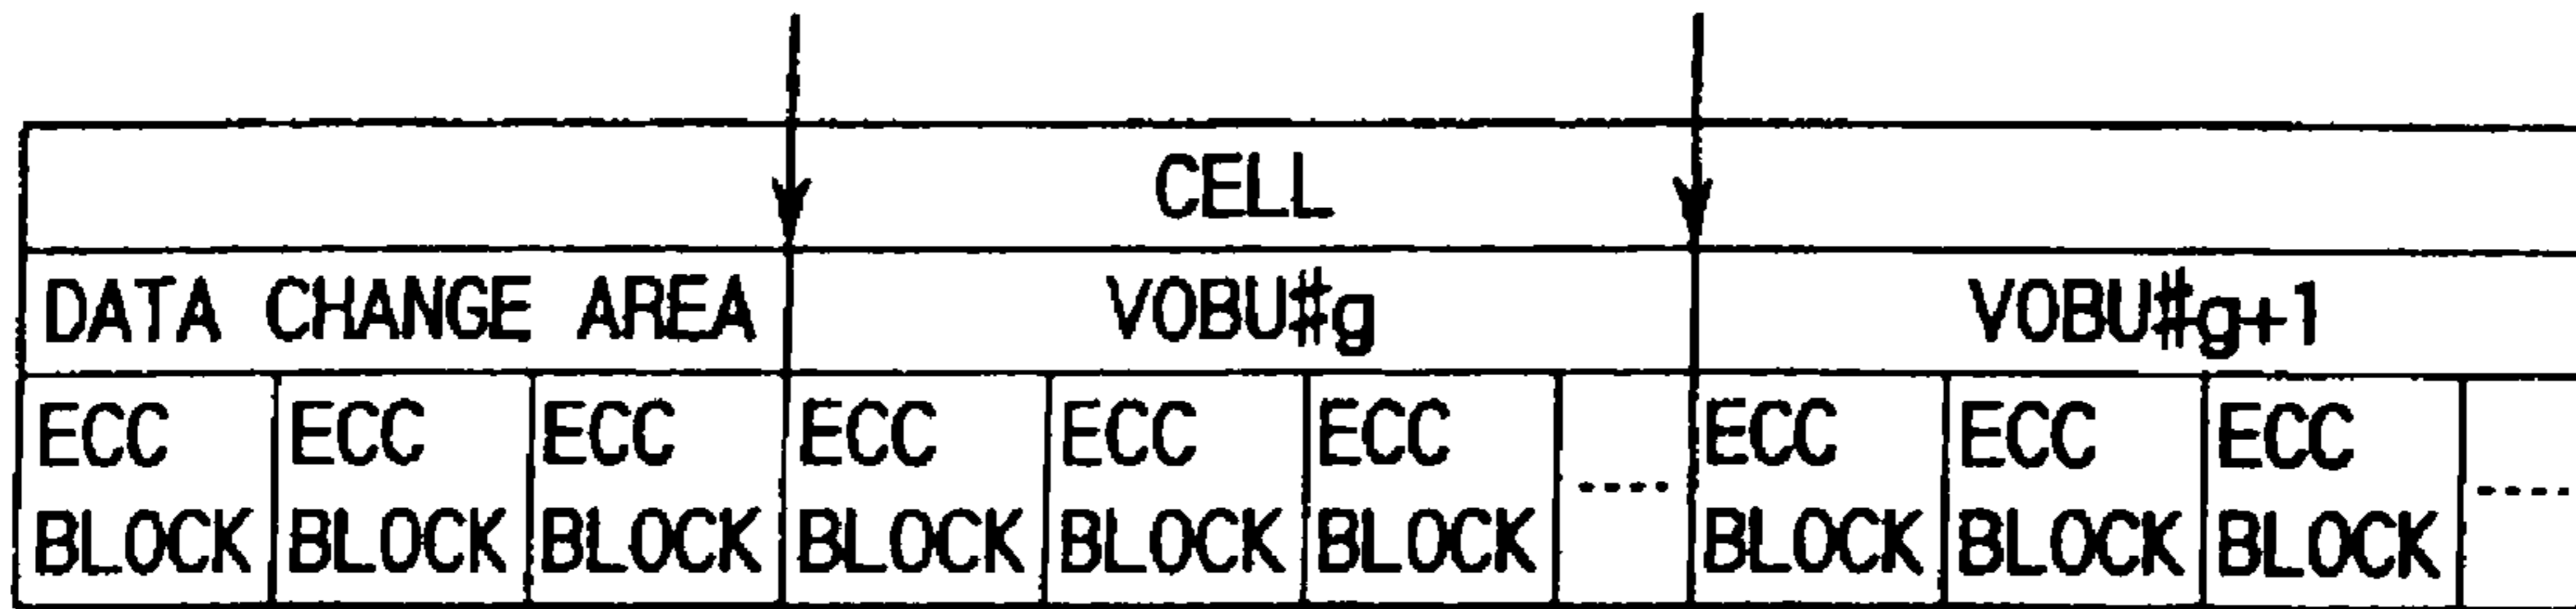 CELL
DATA CHANGE AREA VOBU#g VOBU#g+1
ECC ECC ECC ECC ECC ECC ECC ECC ECC
BLOCK BLOCK BLOCK BLOCK BLOCK BLOCK ···· BLOCK BLOCK BLOCK ····